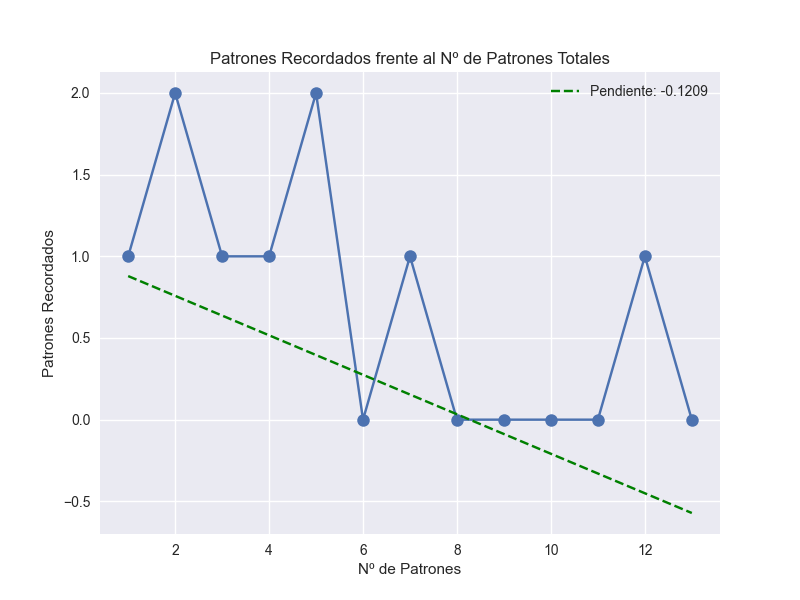 Patrones Recordados frente al Nº de Patrones Totales
Pendiente: -0.1209
Patrones Recordados
2.0
1.5
1.0
0.5
0.0
−0.5
2 4 6 8 10 12
Nº de Patrones